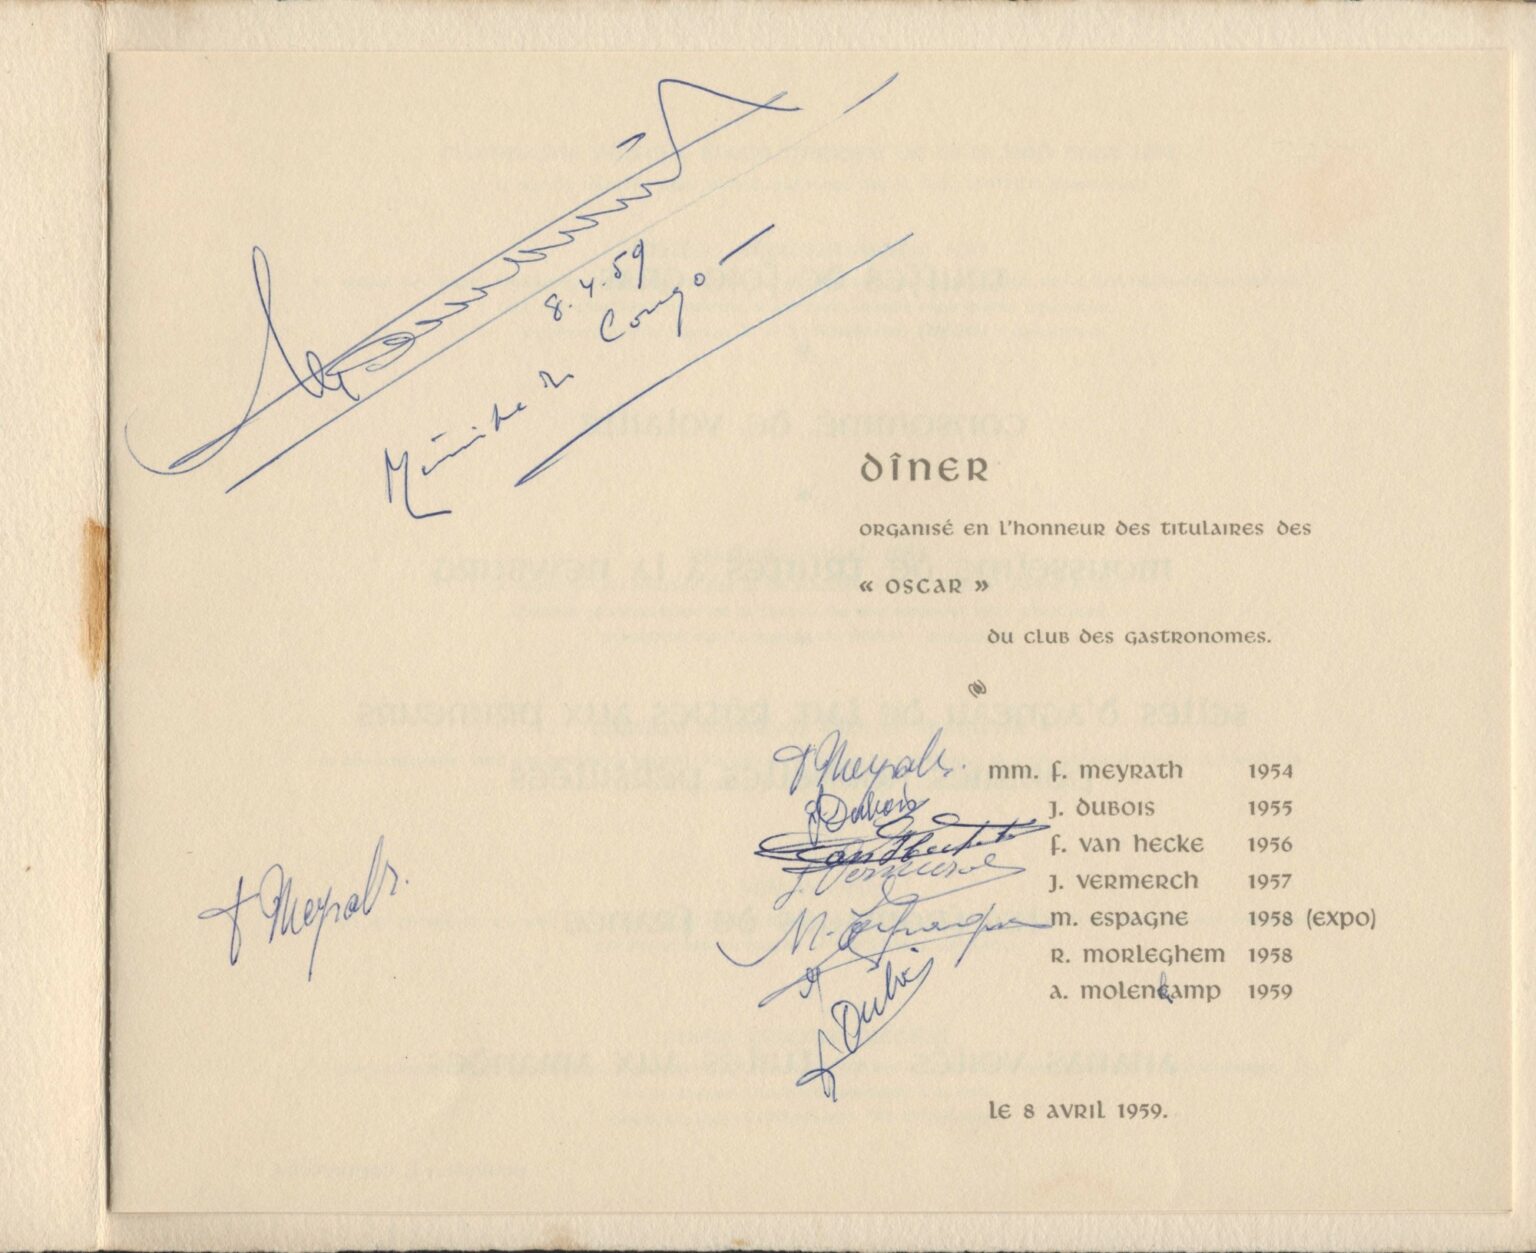 8.4.59
Ministre du Congo
DÎNER
ORGANISÉ EN L'HONNEUR DES TITULAIRES DES
« OSCAR »
DU CLUB DES GASTRONOMES.
F Meyrath.
MM. F. MEYRATH 1954
J Dubois
J. DUBOIS 1955
F. VAN HECKE 1956
J. VERMERCH 1957
M. ESPAGNE 1958 (EXPO)
R. MORLEGHEM 1958
A. MOLENKAMP 1959
F Meyrath.
LE 8 AVRIL 1959.